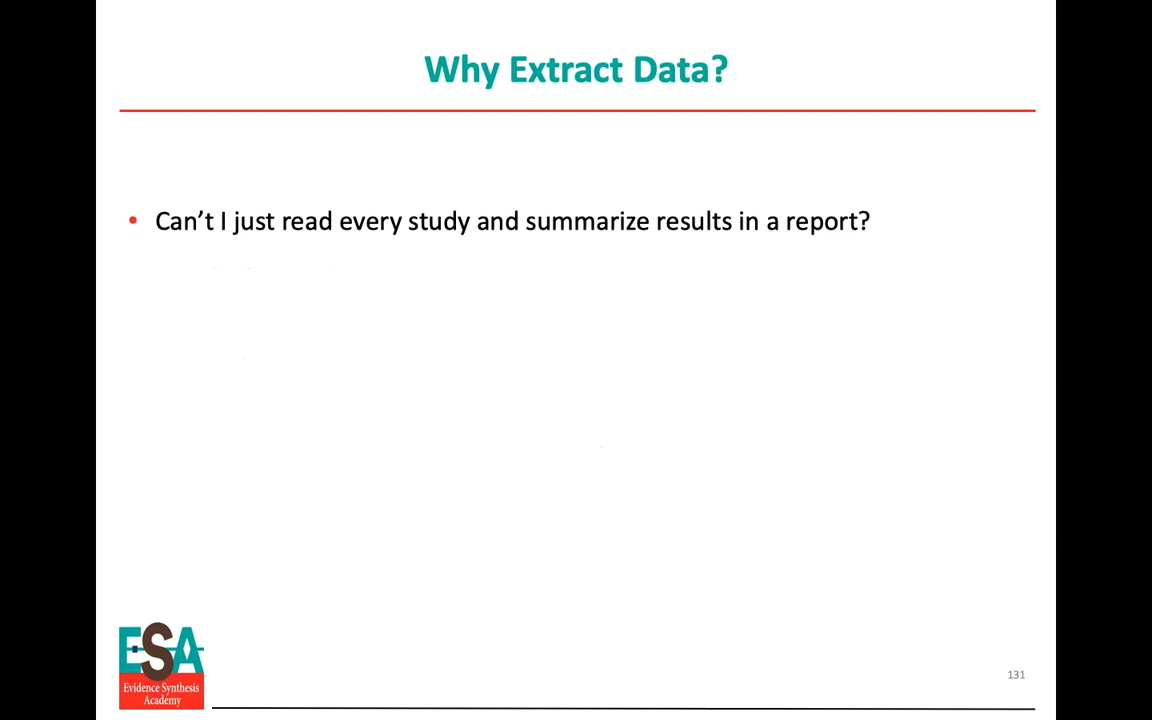 Why Extract Data?
• Can't I just read every study and summarize results in a report?
ESA
Evidence Synthesis
Academy
131